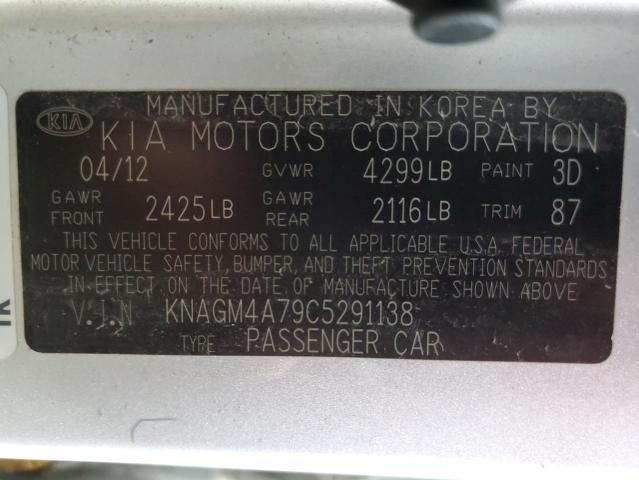 MANUFACTURED IN KOREA BY
KIA KIA MOTORS CORPORATION
04/12 GVWR 4299LB PAINT 3D
GAWR FRONT 2425LB GAWR REAR 2116LB TRIM 87
THIS VEHICLE CONFORMS TO ALL APPLICABLE U.S.A. FEDERAL
MOTOR VEHICLE SAFETY, BUMPER, AND THEFT PREVENTION STANDARDS
IN EFFECT ON THE DATE OF MANUFACTURE SHOWN ABOVE.
V.I.N KNAGM4A79C5291138
TYPE PASSENGER CAR